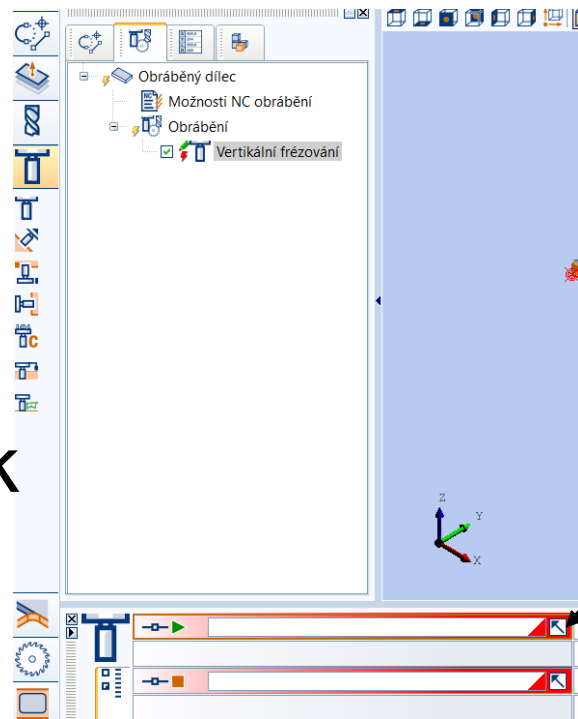 Obráběný dílec
Možnosti NC obrábění
Obrábění
Vertikální frézování
C
k
Z
Y
X